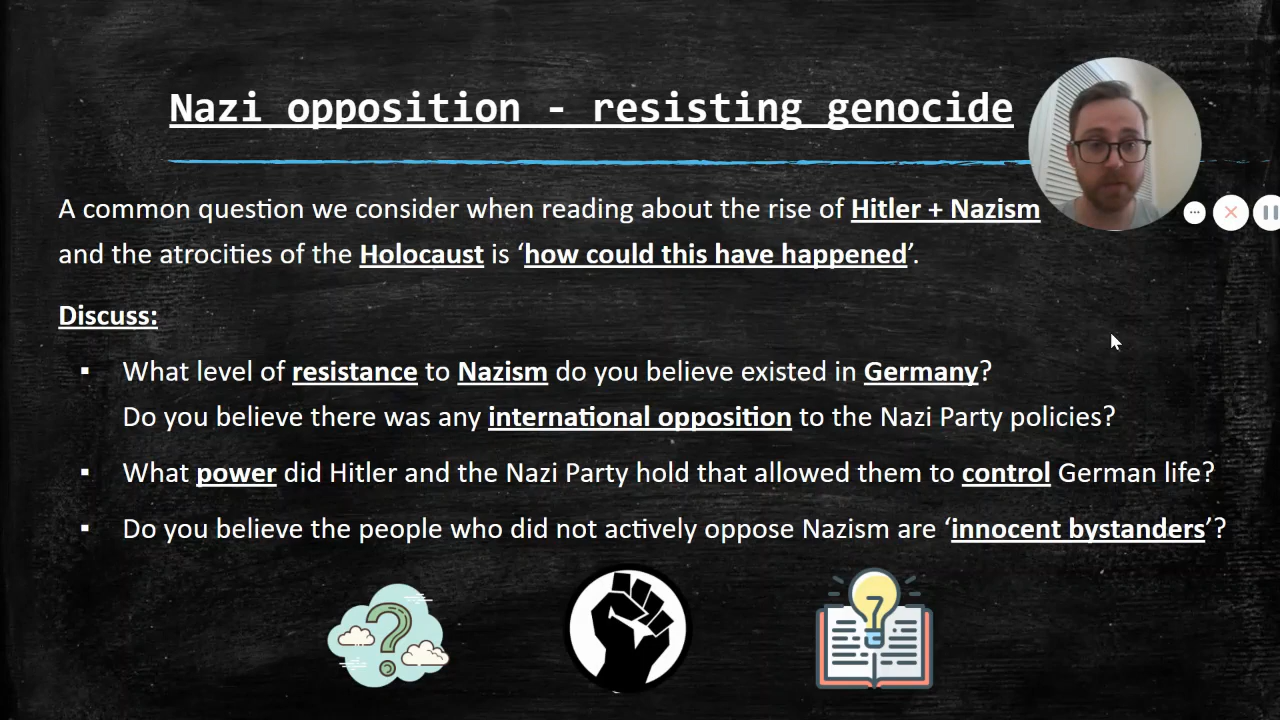 Nazi opposition - resisting genocide
A common question we consider when reading about the rise of Hitler + Nazism
and the atrocities of the Holocaust is ‘how could this have happened’.
Discuss:
▪ What level of resistance to Nazism do you believe existed in Germany?
Do you believe there was any international opposition to the Nazi Party policies?
▪ What power did Hitler and the Nazi Party hold that allowed them to control German life?
▪ Do you believe the people who did not actively oppose Nazism are ‘innocent bystanders’?